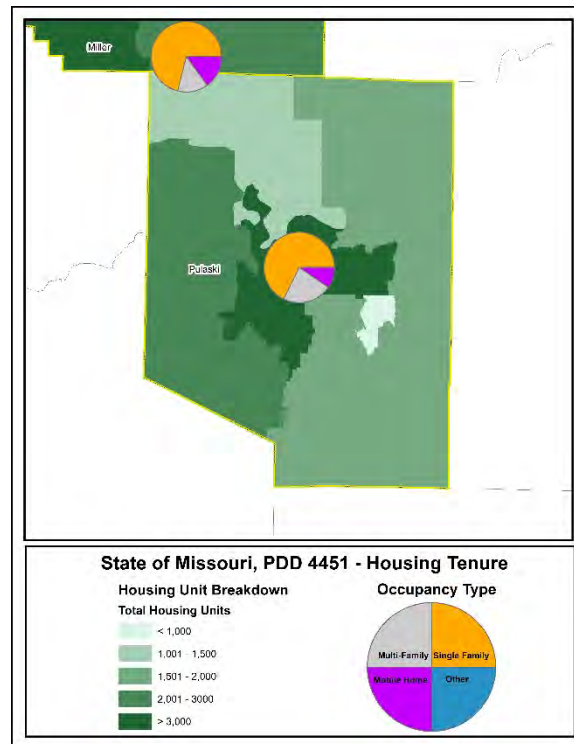 Miller
Pulaski
State of Missouri, PDD 4451 - Housing Tenure
Housing Unit Breakdown
Total Housing Units
< 1,000
1,001 - 1,500
1,501 - 2,000
2,001 - 3000
> 3,000
Occupancy Type
Multi-Family
Single Family
Mobile Home
Other